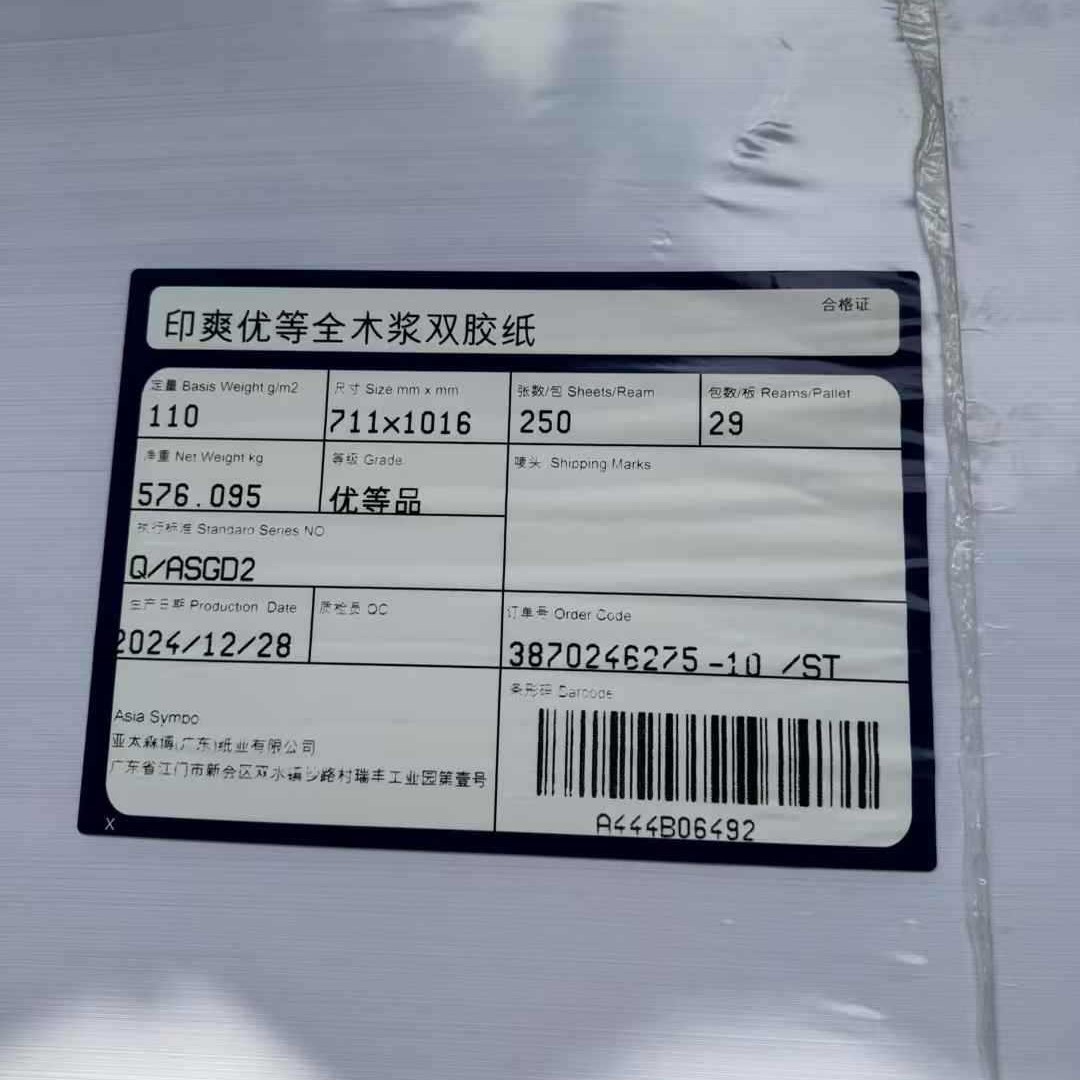 合格证
印爽优等全木浆双胶纸
定量 Basis Weight g/m2
110
尺寸 Size mm x mm
711x1016
张数/包 Sheets/Ream
250
包数/板 Reams/Pallet
29
净重 Net Weight kg
576.095
等级 Grade
优等品
唛头 Shipping Marks
执行标准 Standard Series NO
Q/ASGD2
生产日期 Production Date
2024/12/28
质检员 QC
订单号 Order Code
3870246275-10 /ST
Asia Symbo
亚太森博(广东)纸业有限公司
广东省江门市新会区双水镇沙路村瑞丰工业园第壹号
条形码 Barcode
A444B06492
X